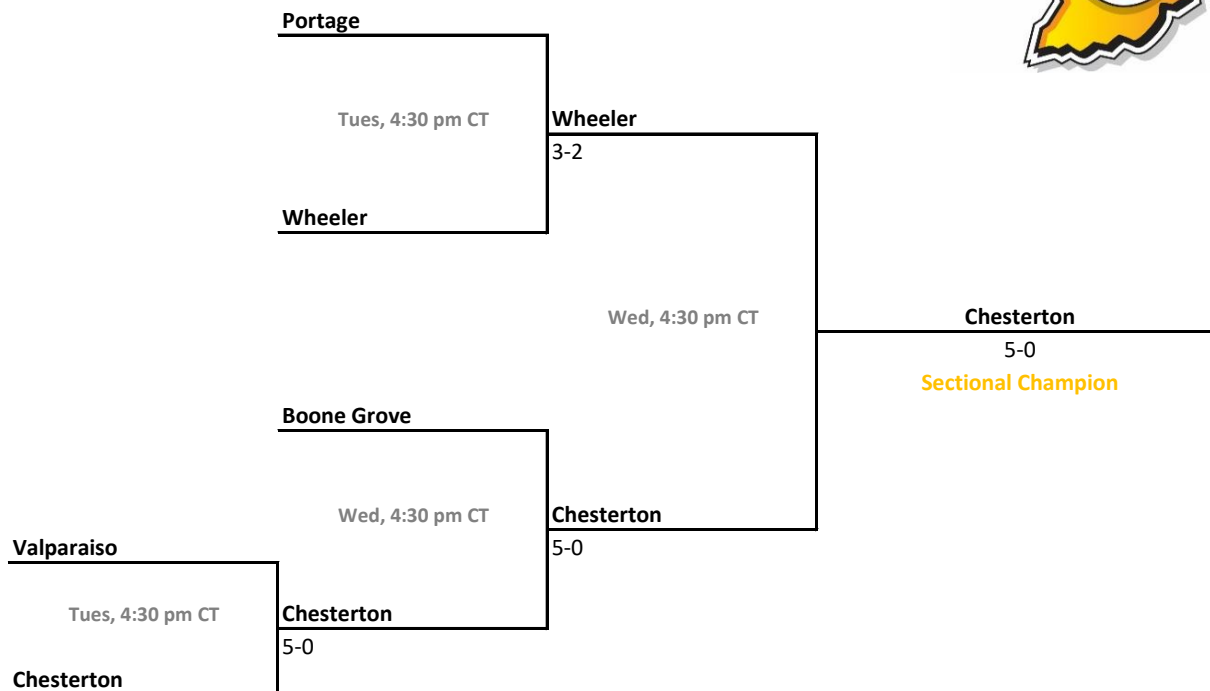 Portage
Tues, 4:30 pm CT
Wheeler
3-2
Wheeler
Wed, 4:30 pm CT
Chesterton
5-0
Sectional Champion
Boone Grove
Wed, 4:30 pm CT
Chesterton
5-0
Valparaiso
Tues, 4:30 pm CT
Chesterton
5-0
Chesterton